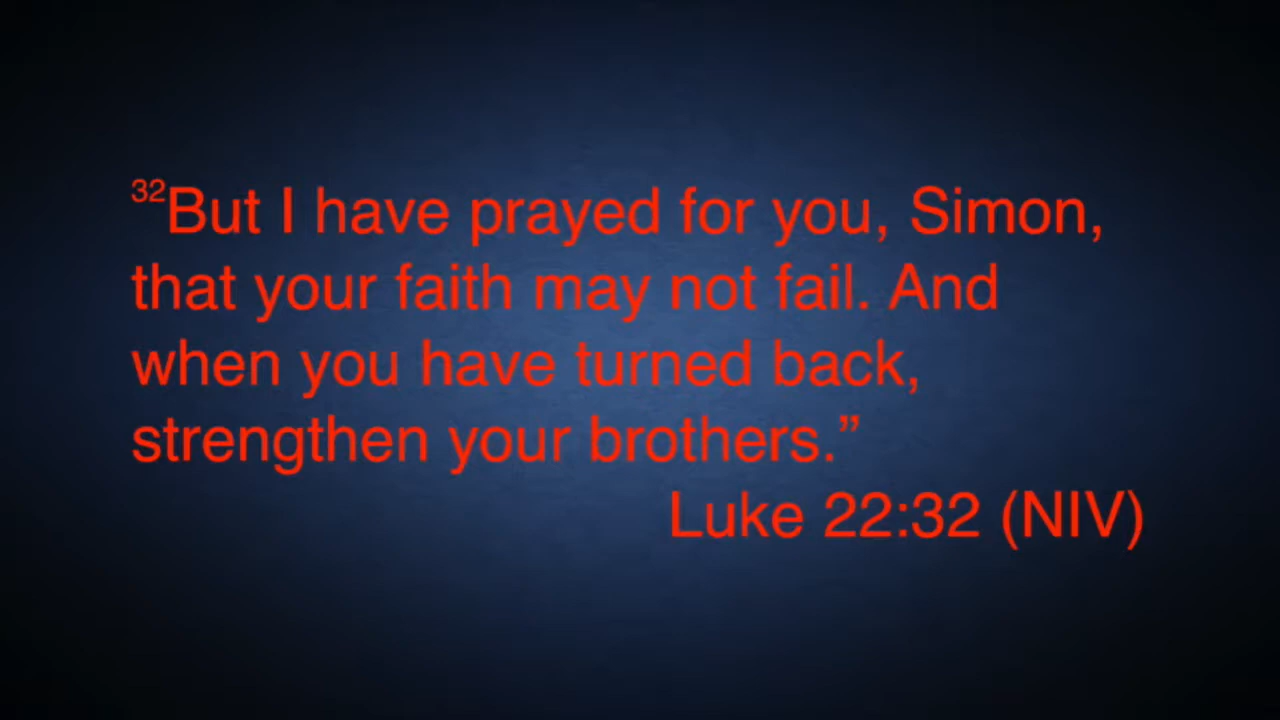 32But I have prayed for you, Simon,
that your faith may not fail. And
when you have turned back,
strengthen your brothers.”
Luke 22:32 (NIV)